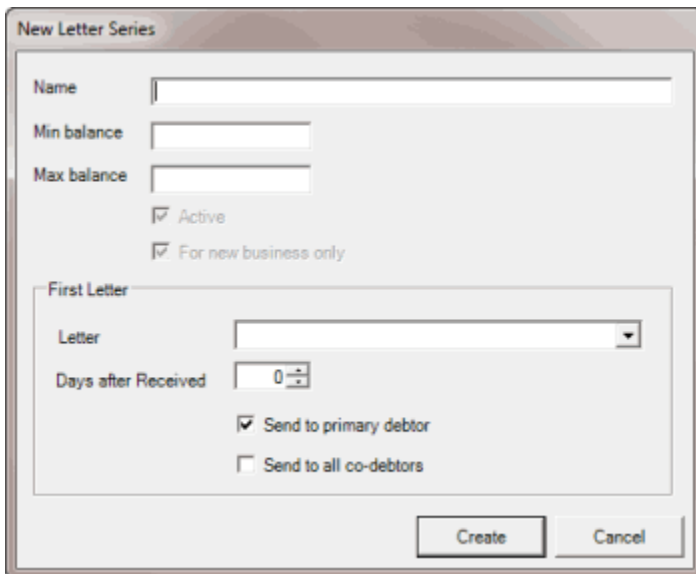 New Letter Series
Name
Min balance
Max balance
Active
For new business only
First Letter
Letter
Days after Received 0
Send to primary debtor
Send to all co-debtors
Create Cancel